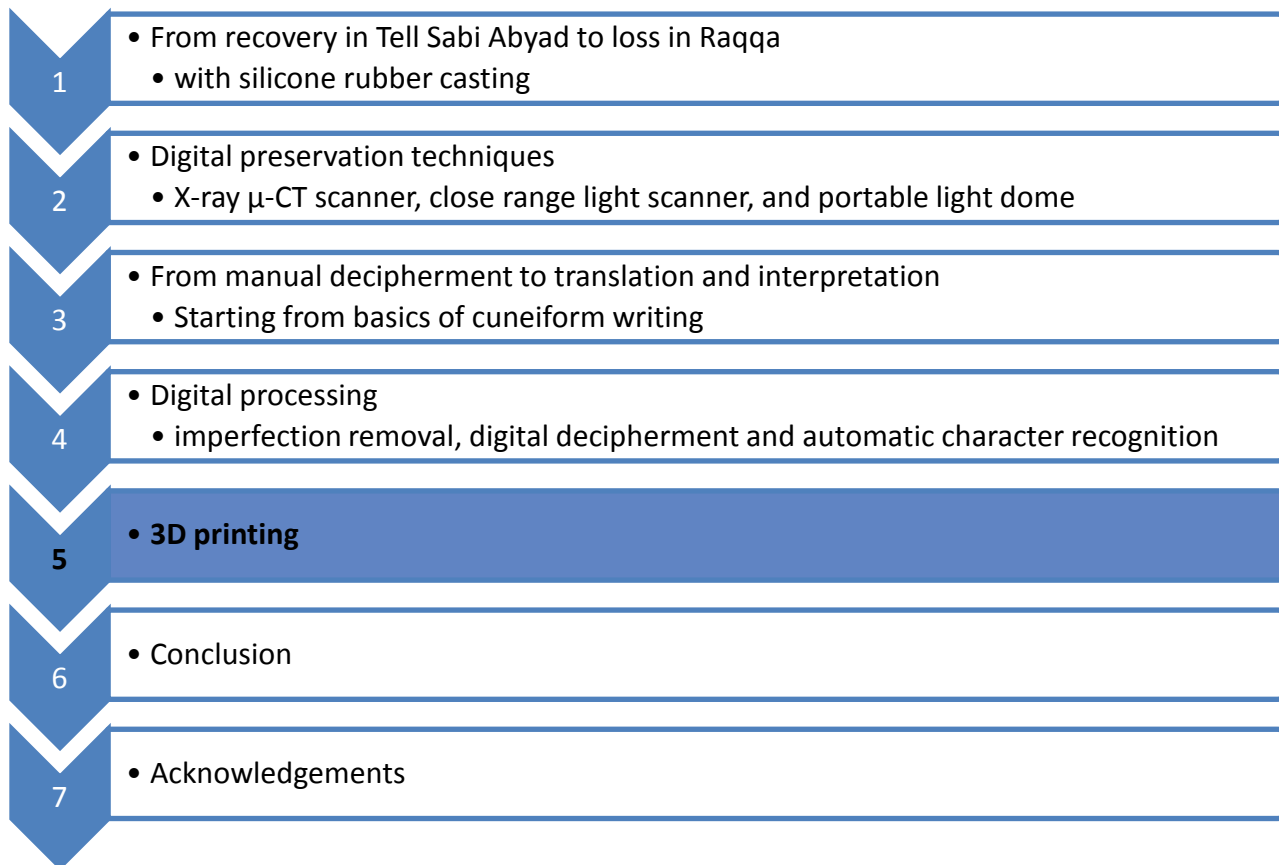 1
• From recovery in Tell Sabi Abyad to loss in Raqqa
• with silicone rubber casting
2
• Digital preservation techniques
• X-ray µ-CT scanner, close range light scanner, and portable light dome
3
• From manual decipherment to translation and interpretation
• Starting from basics of cuneiform writing
4
• Digital processing
• imperfection removal, digital decipherment and automatic character recognition
5
• 3D printing
6
• Conclusion
7
• Acknowledgements